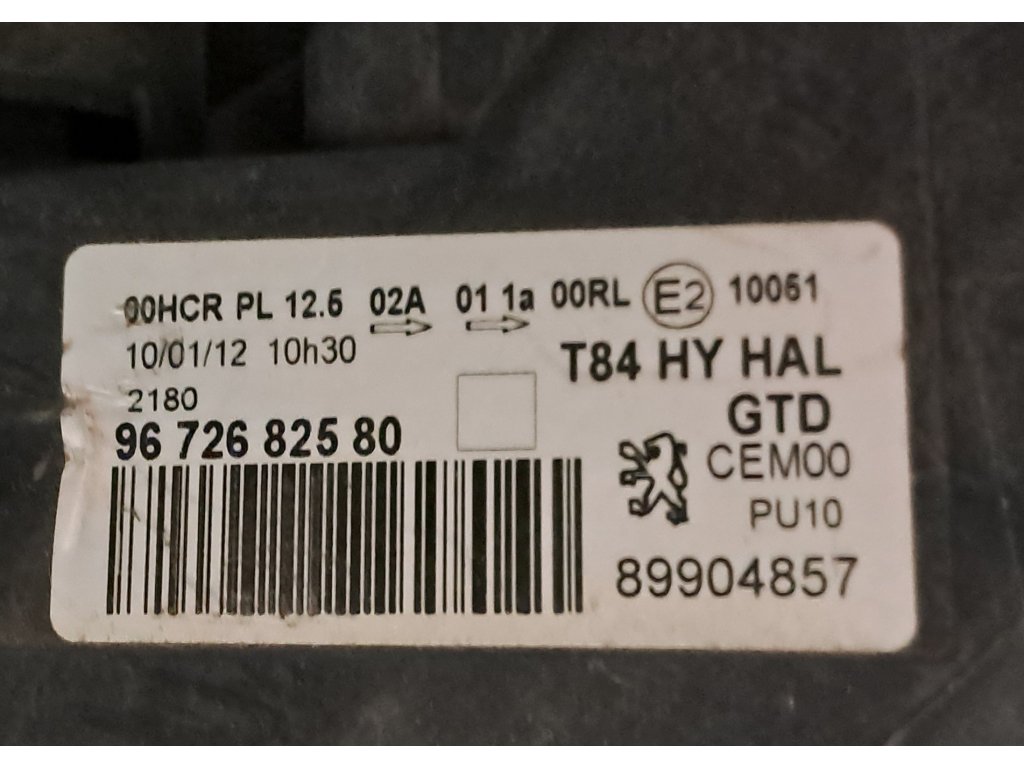 00HCR PL 12.5 02A 01 1a 00RL E2 10051
10/01/12 10h30
T84 HY HAL
2180
GTD
96 726 825 80
CEM00
PU10
89904857